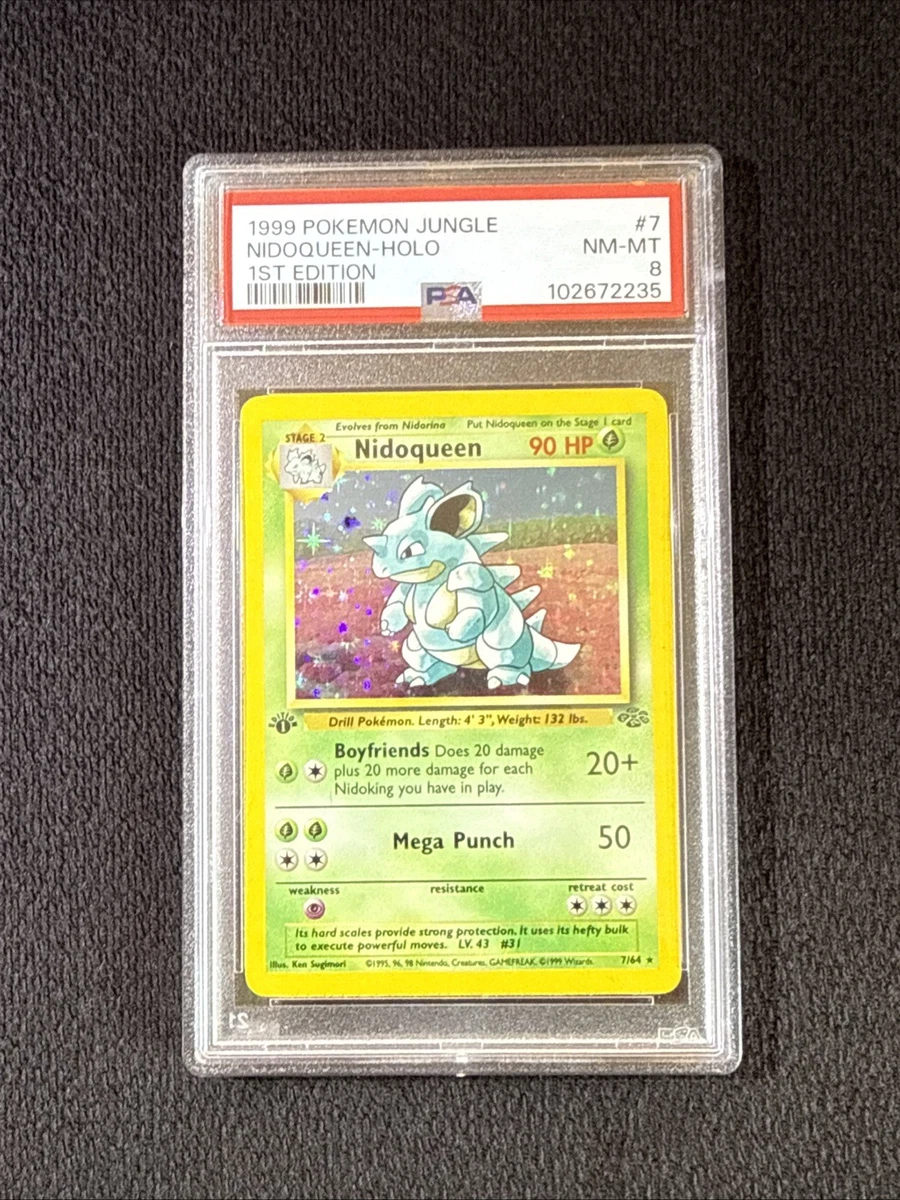 1999 POKEMON JUNGLE #7
NIDOQUEEN-HOLO NM-MT
1ST EDITION 8
PSA 102672235
Evolves from Nidorina Put Nidoqueen on the Stage 1 card
STAGE 2
Nidoqueen 90 HP
EDITION 1
Drill Pokémon. Length: 4' 3", Weight: 132 lbs.
Boyfriends Does 20 damage
plus 20 more damage for each
Nidoking you have in play.
20+
Mega Punch 50
weakness resistance retreat cost
Its hard scales provide strong protection. It uses its hefty bulk
to execute powerful moves. LV. 43 #31
Illus. Ken Sugimori ©1995, 96, 98 Nintendo, Creatures, GAMEFREAK. ©1999 Wizards. 7/64 ★